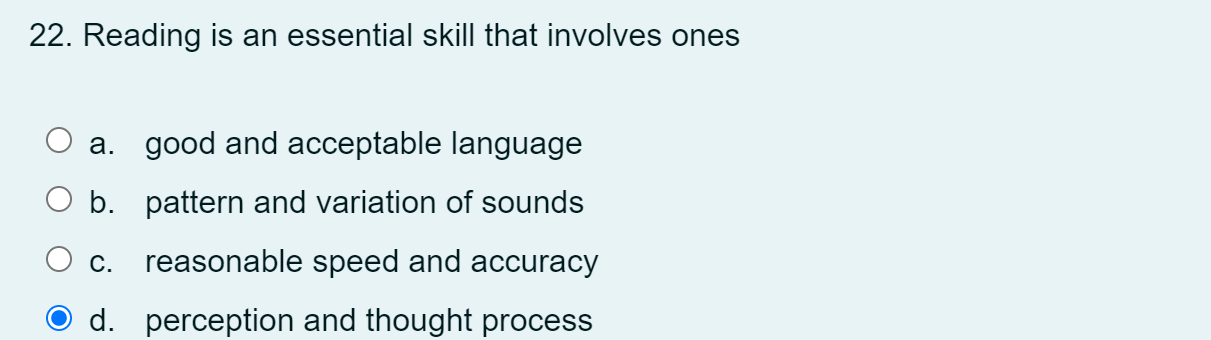 22. Reading is an essential skill that involves ones
a. good and acceptable language
b. pattern and variation of sounds
c. reasonable speed and accuracy
d. perception and thought process